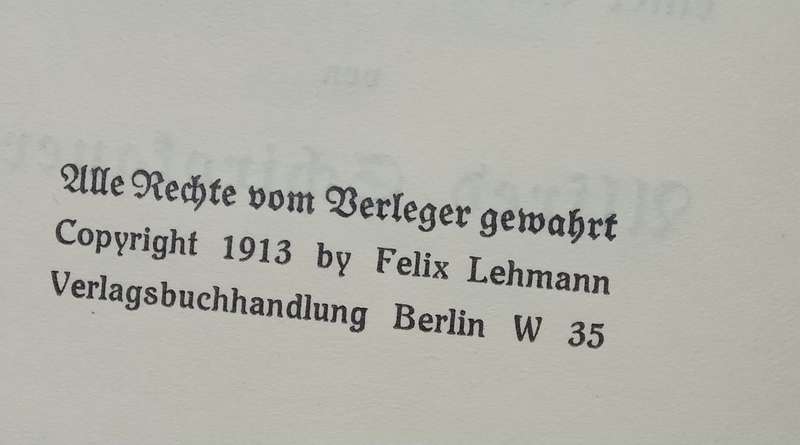 Alle Rechte vom Verleger gewahrt
Copyright 1913 by Felix Lehmann
Verlagsbuchhandlung Berlin W 35